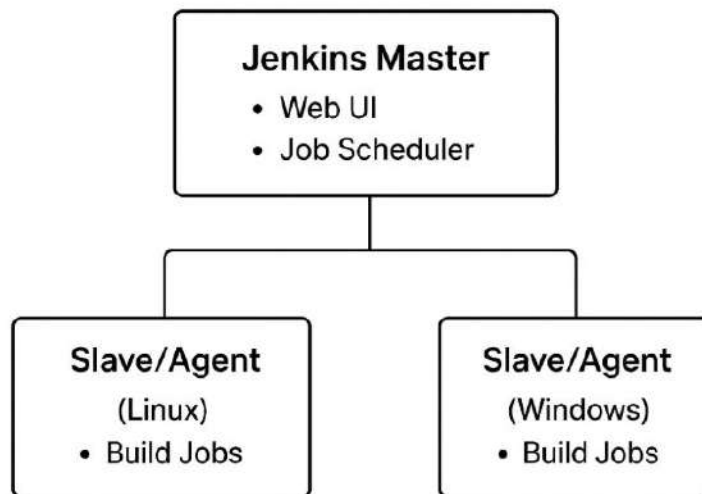 Jenkins Master
• Web UI
• Job Scheduler
Slave/Agent
(Linux)
• Build Jobs
Slave/Agent
(Windows)
• Build Jobs